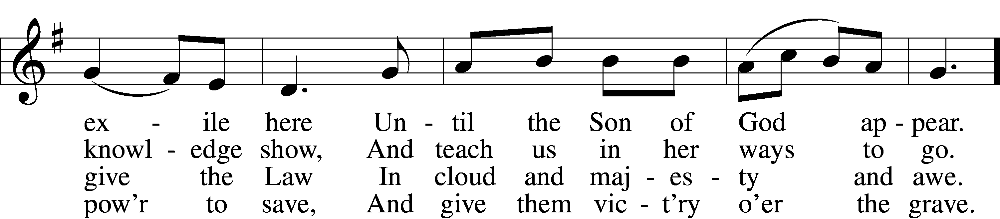 ex - ile here Un - til the Son of God ap - pear.
knowl - edge show, And teach us in her ways to go.
give the Law In cloud and maj - es - ty and awe.
pow’r to save, And give them vic - t’ry o’er the grave.